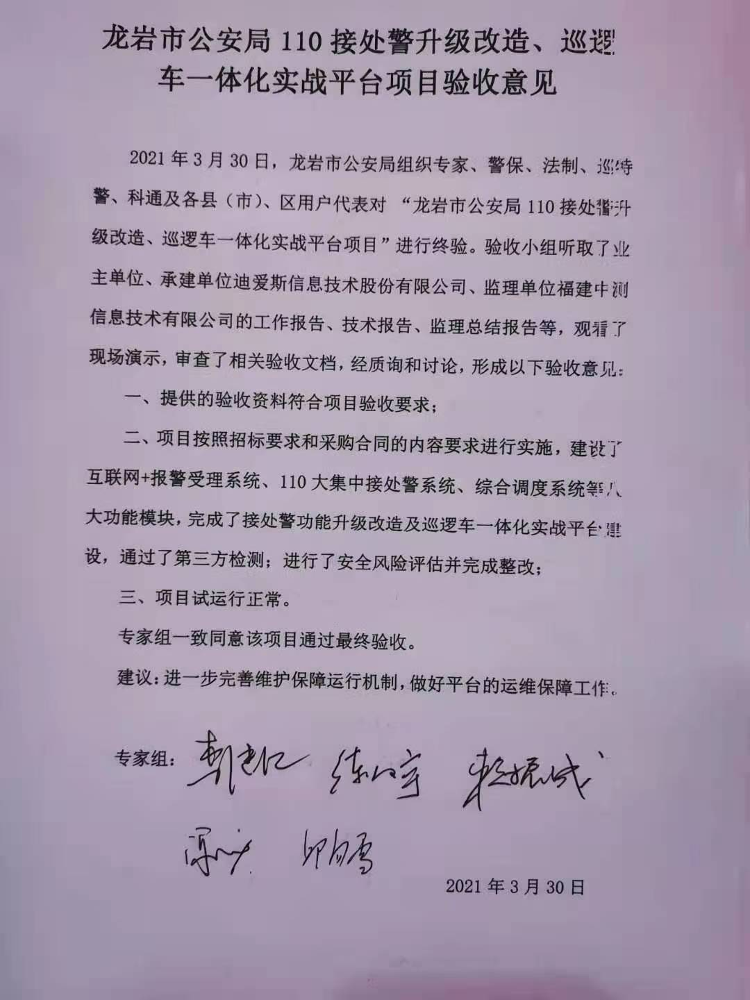 龙岩市公安局 110 接处警升级改造、巡逻
车一体化实战平台项目验收意见
2021 年 3 月 30 日，龙岩市公安局组织专家、警保、法制、巡特
警、科通及各县（市）、区用户代表对 “龙岩市公安局 110 接处警升
级改造、巡逻车一体化实战平台项目”进行终验。验收小组听取了业
主单位、承建单位迪爱斯信息技术股份有限公司、监理单位福建中测
信息技术有限公司的工作报告、技术报告、监理总结报告等，观看了
现场演示，审查了相关验收文档，经质询和讨论，形成以下验收意见：
一、提供的验收资料符合项目验收要求；
二、项目按照招标要求和采购合同的内容要求进行实施，建设了
互联网+报警受理系统、110 大集中接处警系统、综合调度系统等八
大功能模块，完成了接处警功能升级改造及巡逻车一体化实战平台建
设，通过了第三方检测；进行了安全风险评估并完成整改；
三、项目试运行正常。
专家组一致同意该项目通过最终验收。
建议：进一步完善维护保障运行机制，做好平台的运维保障工作。
专家组：
2021 年 3 月 30 日